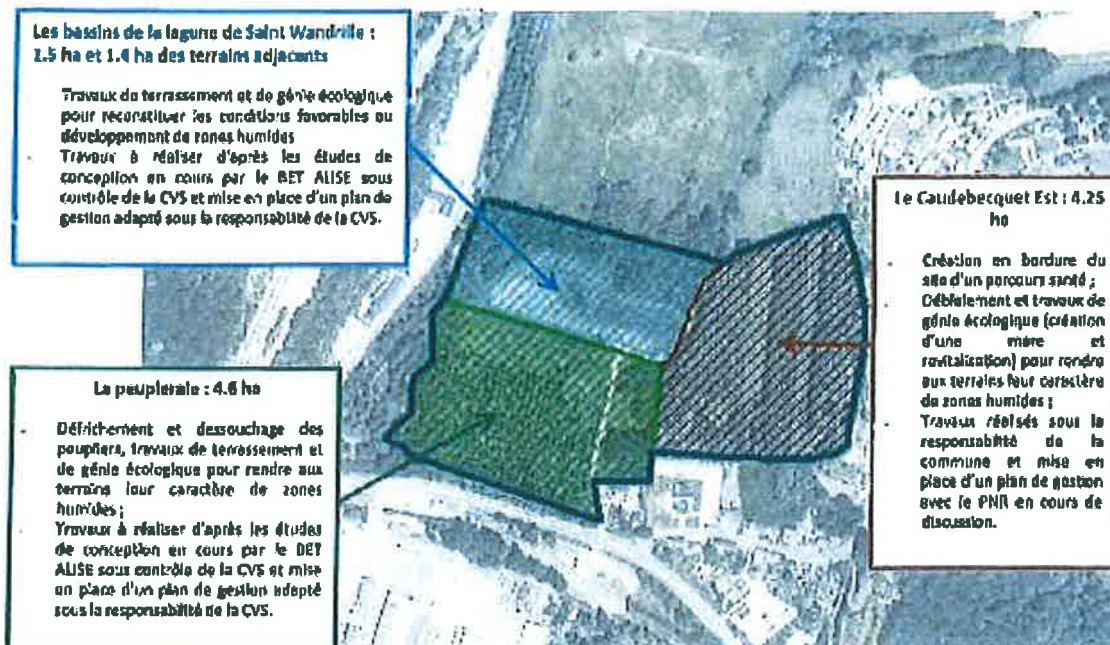 Les bassins de la lagune de Saint Wandrille :
1.5 ha et 1.4 ha des terrains adjacents
Travaux de terrassement et de génie écologique
pour reconstituer les conditions favorables au
développement de zones humides
Travaux à réaliser d'après les études de
conception en cours par le BET ALISE sous
contrôle de la CVS et mise en place d'un plan de
gestion adapté sous la responsabilité de la CVS.
La peupleraie : 4.6 ha
- Défrichement et dessouchage des
peupliers, travaux de terrassement et
de génie écologique pour rendre aux
terrains leur caractère de zones
humides ;
- Travaux à réaliser d'après les études
de conception en cours par le BET
ALISE sous contrôle de la CVS et mise
en place d'un plan de gestion adapté
sous la responsabilité de la CVS.
Le Caudebecquet Est : 4.25
ha
- Création en bordure du
site d'un parcours santé ;
- Déblaiement et travaux de
génie écologique (création
d'une mare et
revitalisation) pour rendre
aux terrains leur caractère
de zones humides ;
- Travaux réalisés sous la
responsabilité de la
commune et mise en
place d'un plan de gestion
avec le PNR en cours de
discussion.